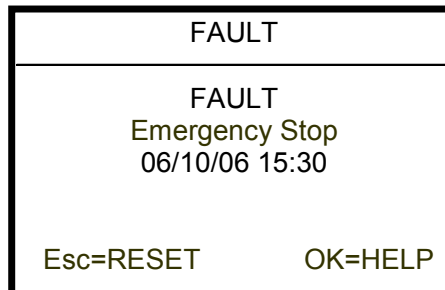 FAULT
FAULT
Emergency Stop
06/10/06 15:30
Esc=RESET OK=HELP